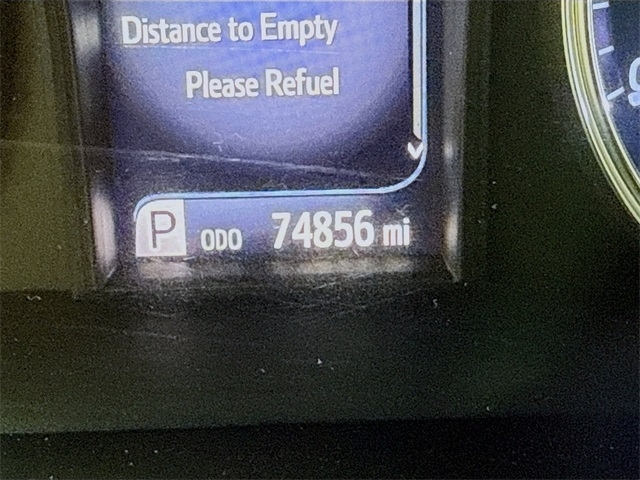 Distance to Empty
Please Refuel
P ODO 74856 mi